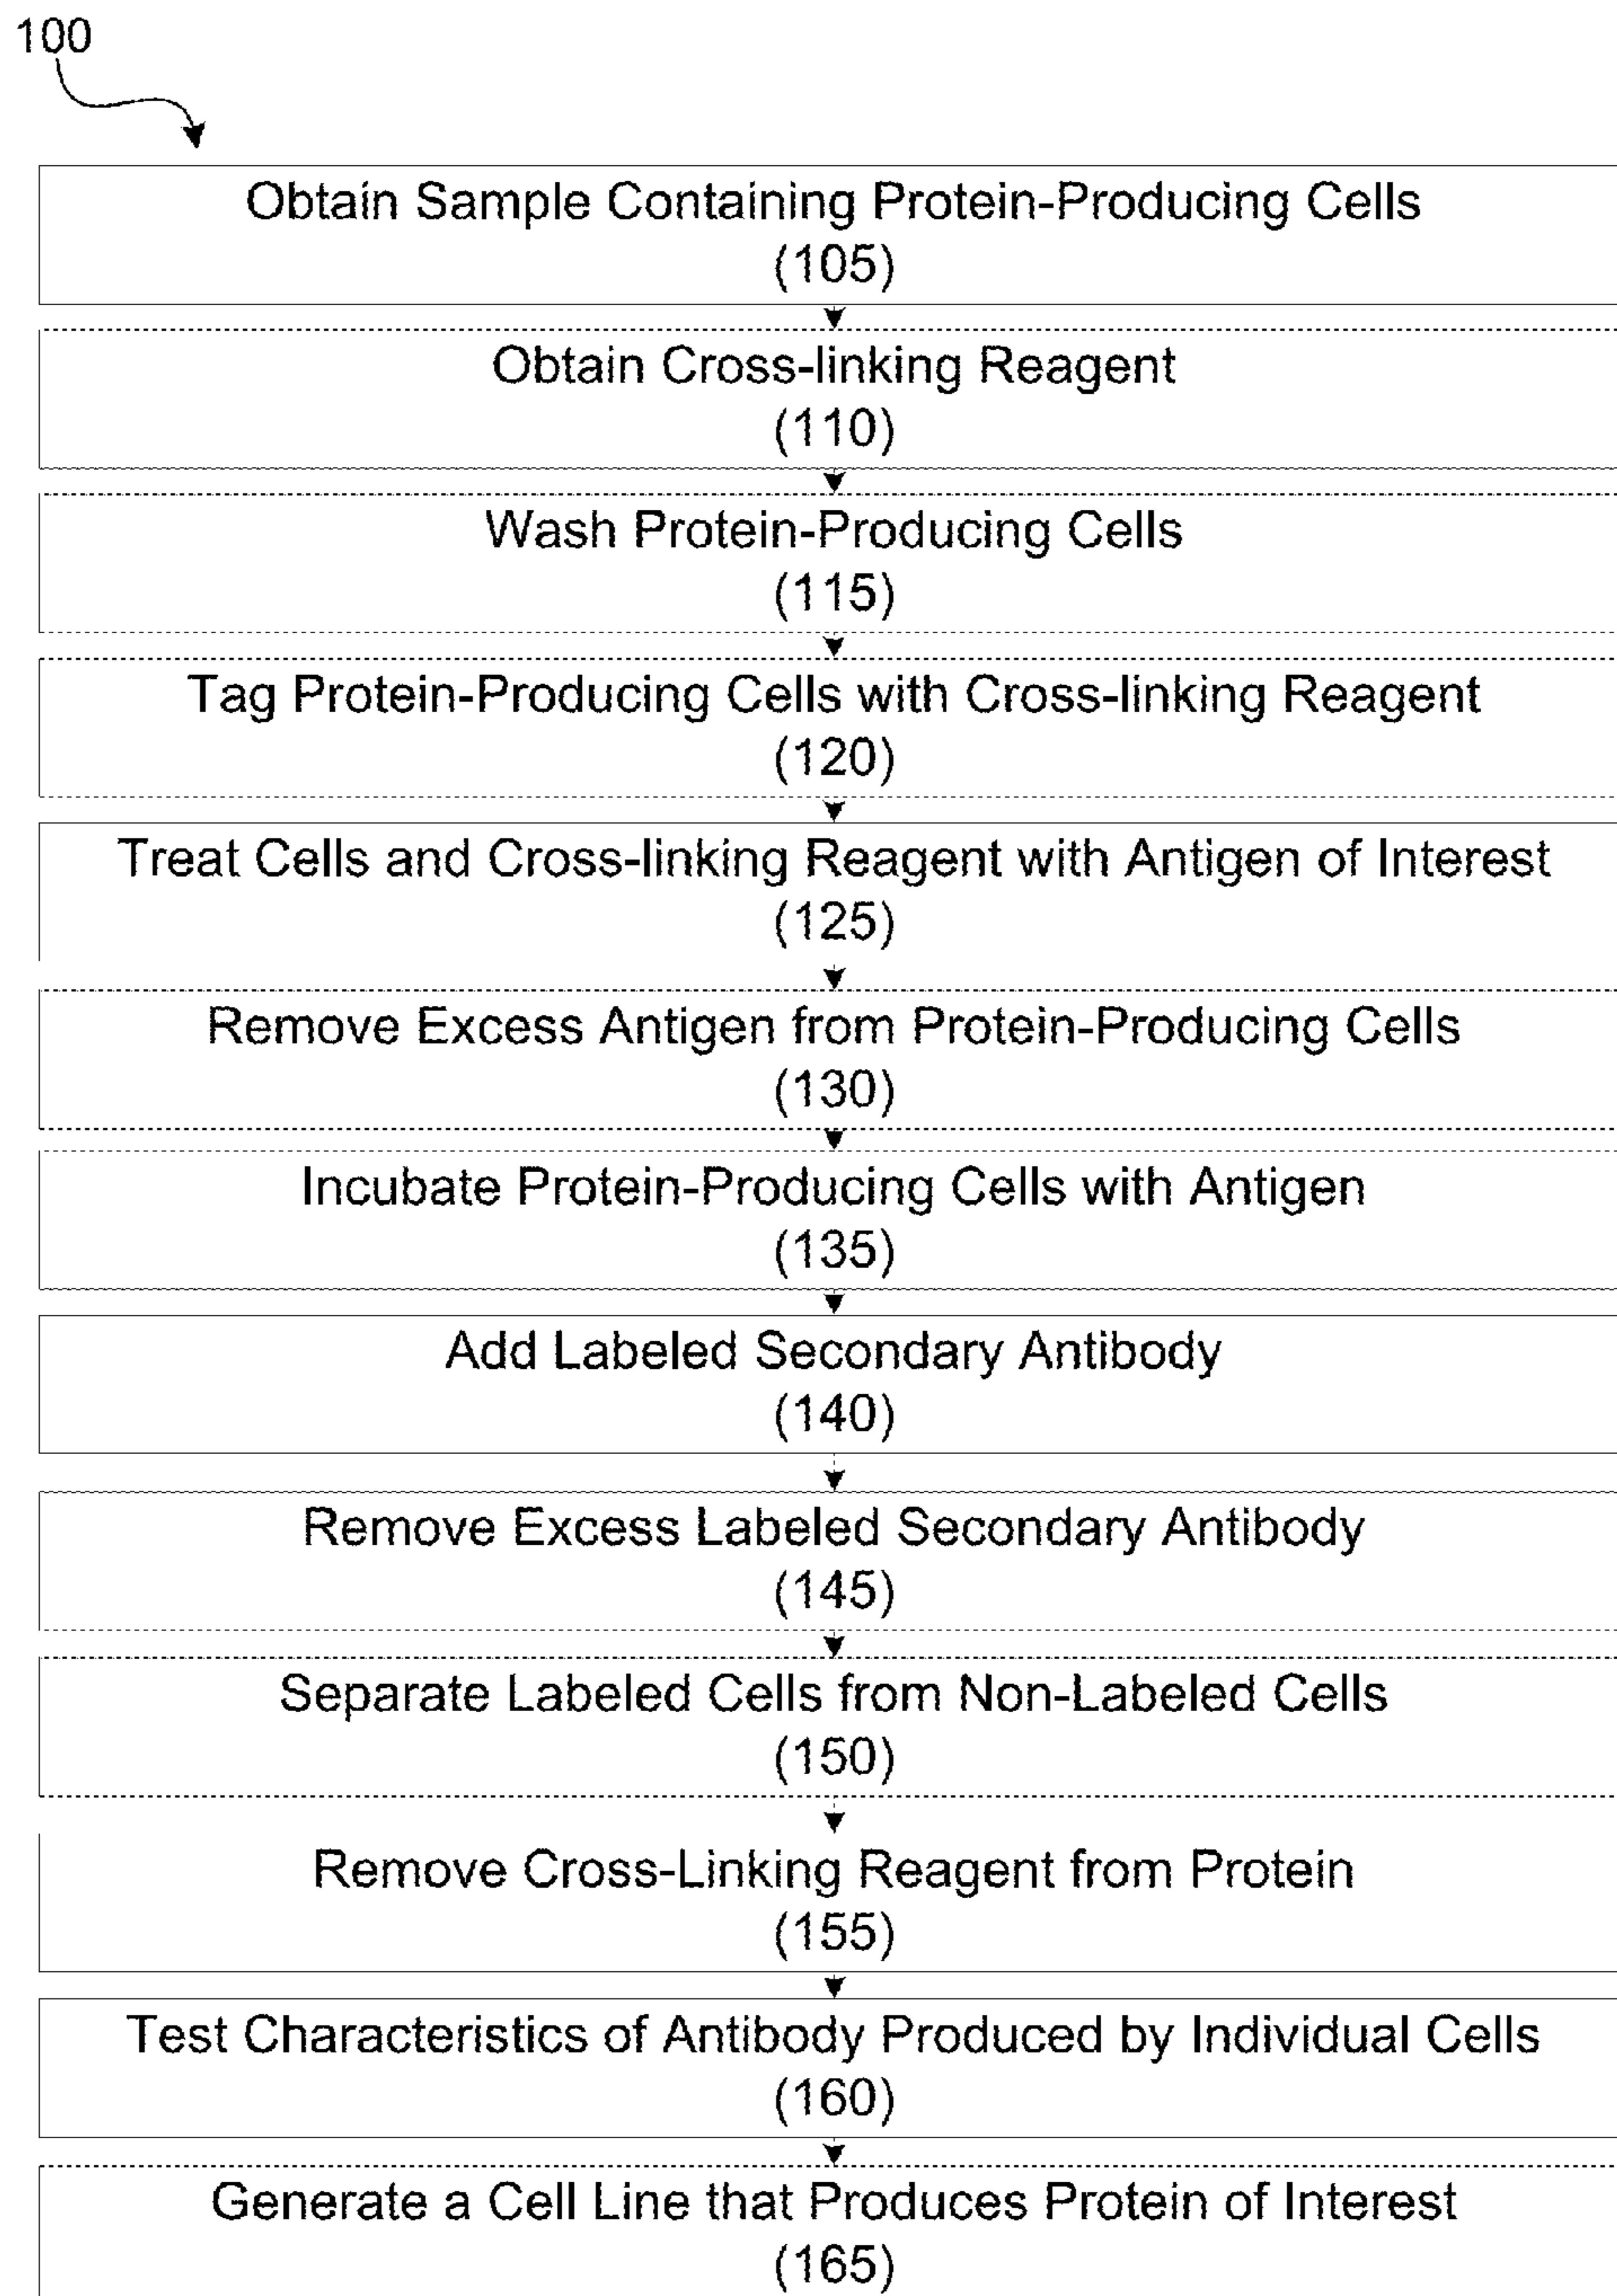 100
Obtain Sample Containing Protein-Producing Cells
(105)
Obtain Cross-linking Reagent
(110)
Wash Protein-Producing Cells
(115)
Tag Protein-Producing Cells with Cross-linking Reagent
(120)
Treat Cells and Cross-linking Reagent with Antigen of Interest
(125)
Remove Excess Antigen from Protein-Producing Cells
(130)
Incubate Protein-Producing Cells with Antigen
(135)
Add Labeled Secondary Antibody
(140)
Remove Excess Labeled Secondary Antibody
(145)
Separate Labeled Cells from Non-Labeled Cells
(150)
Remove Cross-Linking Reagent from Protein
(155)
Test Characteristics of Antibody Produced by Individual Cells
(160)
Generate a Cell Line that Produces Protein of Interest
(165)